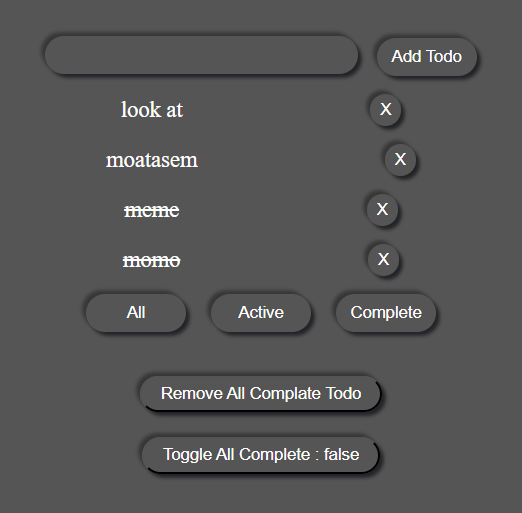 Add Todo
look at X
moatasem X
meme X
momo X
All Active Complete
Remove All Complate Todo
Toggle All Complete : false